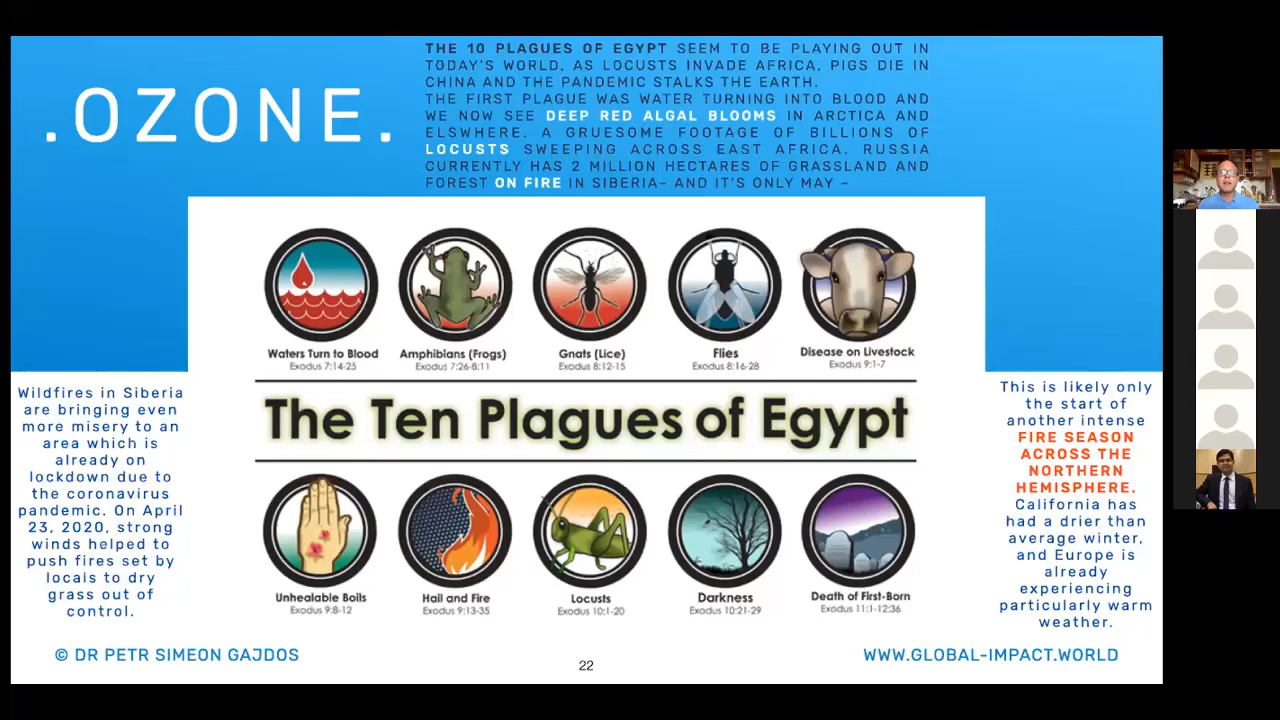 .OZONE.
THE 10 PLAGUES OF EGYPT SEEM TO BE PLAYING OUT IN
TODAY'S WORLD, AS LOCUSTS INVADE AFRICA, PIGS DIE IN
CHINA AND THE PANDEMIC STALKS THE EARTH.
THE FIRST PLAGUE WAS WATER TURNING INTO BLOOD AND
WE NOW SEE DEEP RED ALGAL BLOOMS IN ARCTICA AND
ELSWHERE. A GRUESOME FOOTAGE OF BILLIONS OF
LOCUSTS SWEEPING ACROSS EAST AFRICA. RUSSIA
CURRENTLY HAS 2 MILLION HECTARES OF GRASSLAND AND
FOREST ON FIRE IN SIBERIA– AND IT'S ONLY MAY –
Waters Turn to Blood
Exodus 7:14-25
Amphibians (Frogs)
Exodus 7:26-8:11
Gnats (Lice)
Exodus 8:12-15
Flies
Exodus 8:16-28
Disease on Livestock
Exodus 9:1-7
The Ten Plagues of Egypt
Unhealable Boils
Exodus 9:8-12
Hail and Fire
Exodus 9:13-35
Locusts
Exodus 10:1-20
Darkness
Exodus 10:21-29
Death of First-Born
Exodus 11:1-12:36
Wildfires in Siberia
are bringing even
more misery to an
area which is
already on
lockdown due to
the coronavirus
pandemic. On April
23, 2020, strong
winds helped to
push fires set by
locals to dry
grass out of
control.
This is likely only
the start of
another intense
FIRE SEASON
ACROSS THE
NORTHERN
HEMISPHERE.
California has
had a drier than
average winter,
and Europe is
already
experiencing
particularly warm
weather.
© DR PETR SIMEON GAJDOS
22
WWW.GLOBAL-IMPACT.WORLD